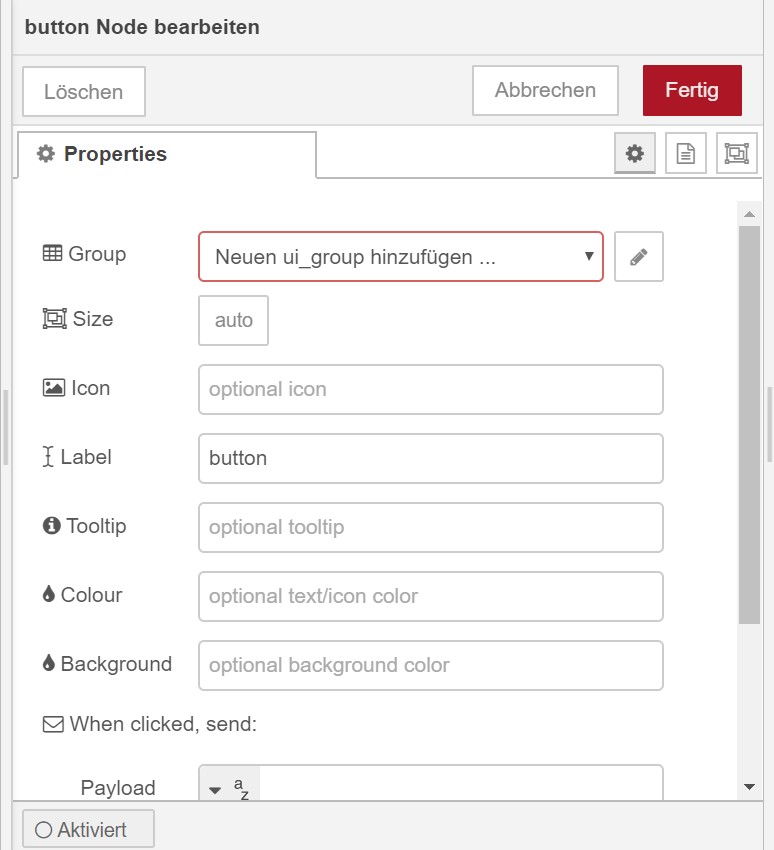 button Node bearbeiten
Löschen
Abbrechen
Fertig
Properties
Group
Neuen ui_group hinzufügen ...
Size
auto
Icon
optional icon
Label
button
Tooltip
optional tooltip
Colour
optional text/icon color
Background
optional background color
When clicked, send:
Payload
a
z
Aktiviert